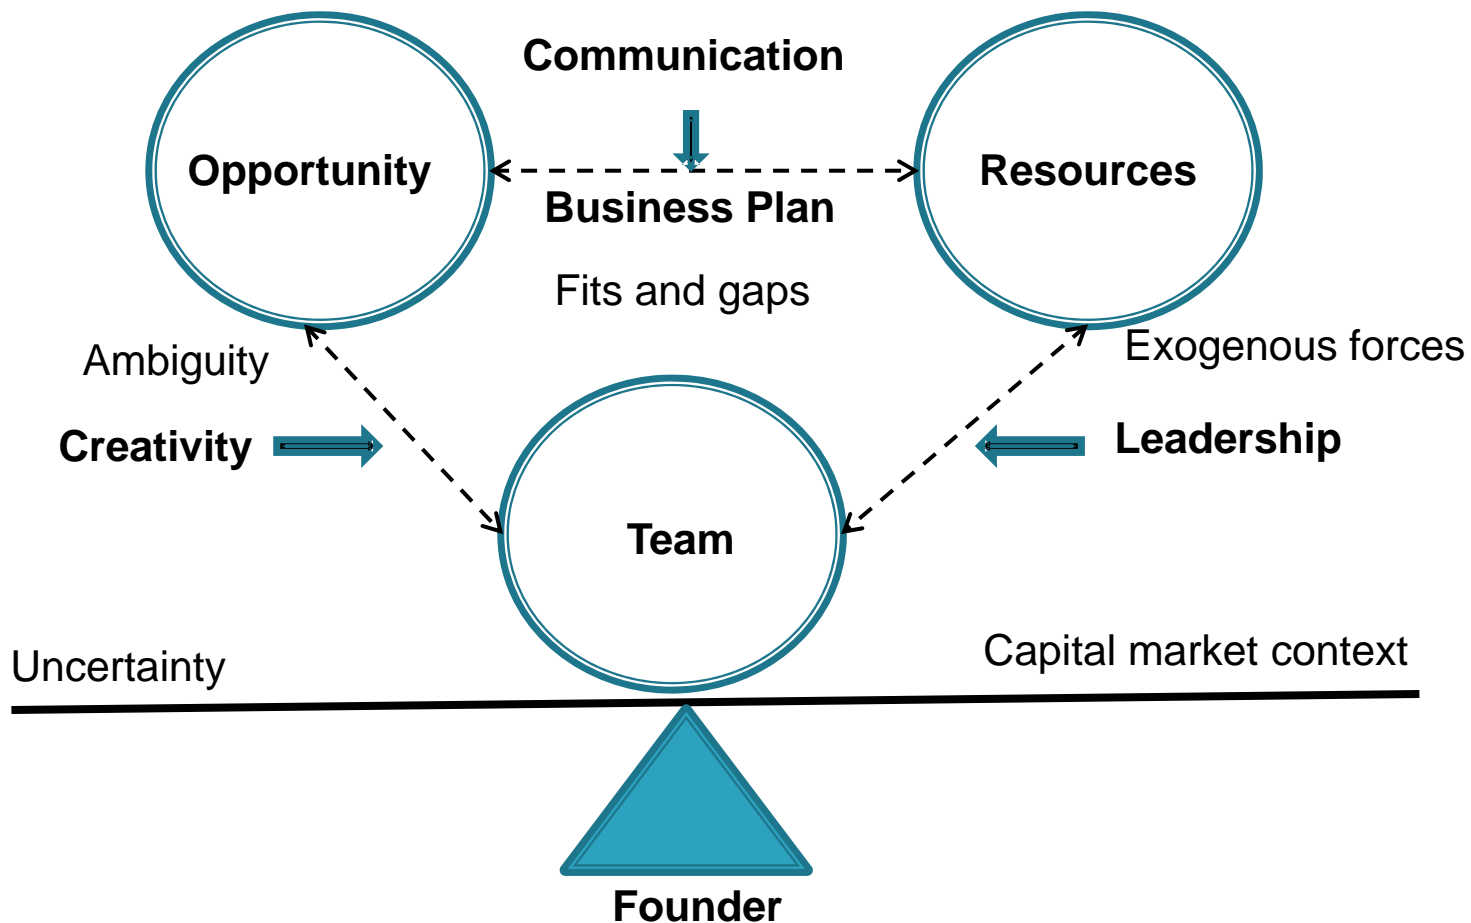 Communication
Opportunity
Resources
Business Plan
Fits and gaps
Ambiguity
Exogenous forces
Creativity
Leadership
Team
Uncertainty
Capital market context
Founder